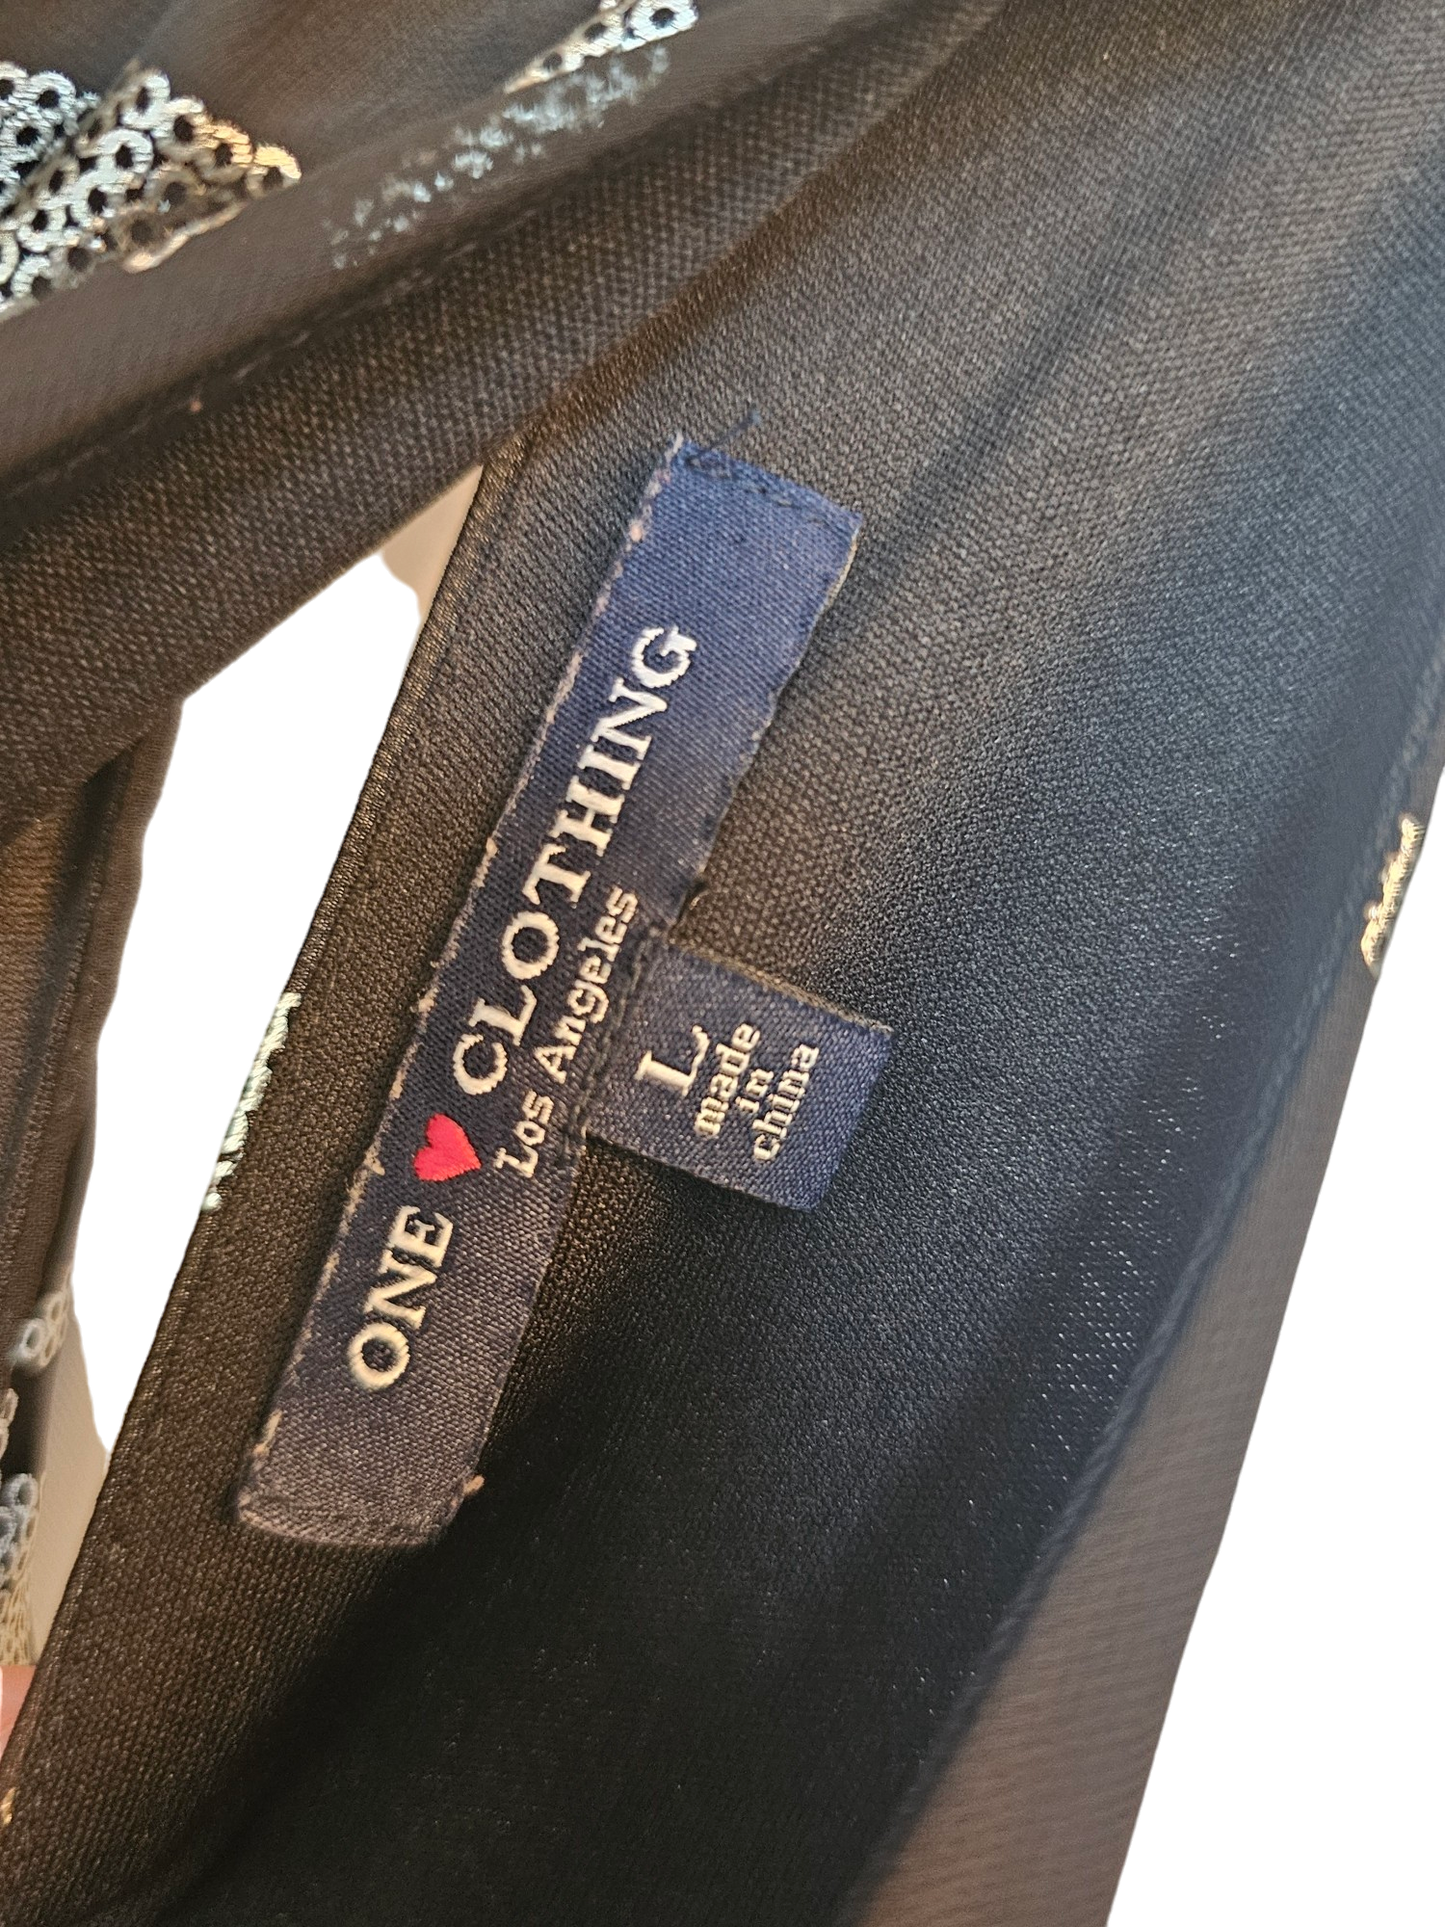 ONE ❤ CLOTHING
Los Angeles
L
made
in
china